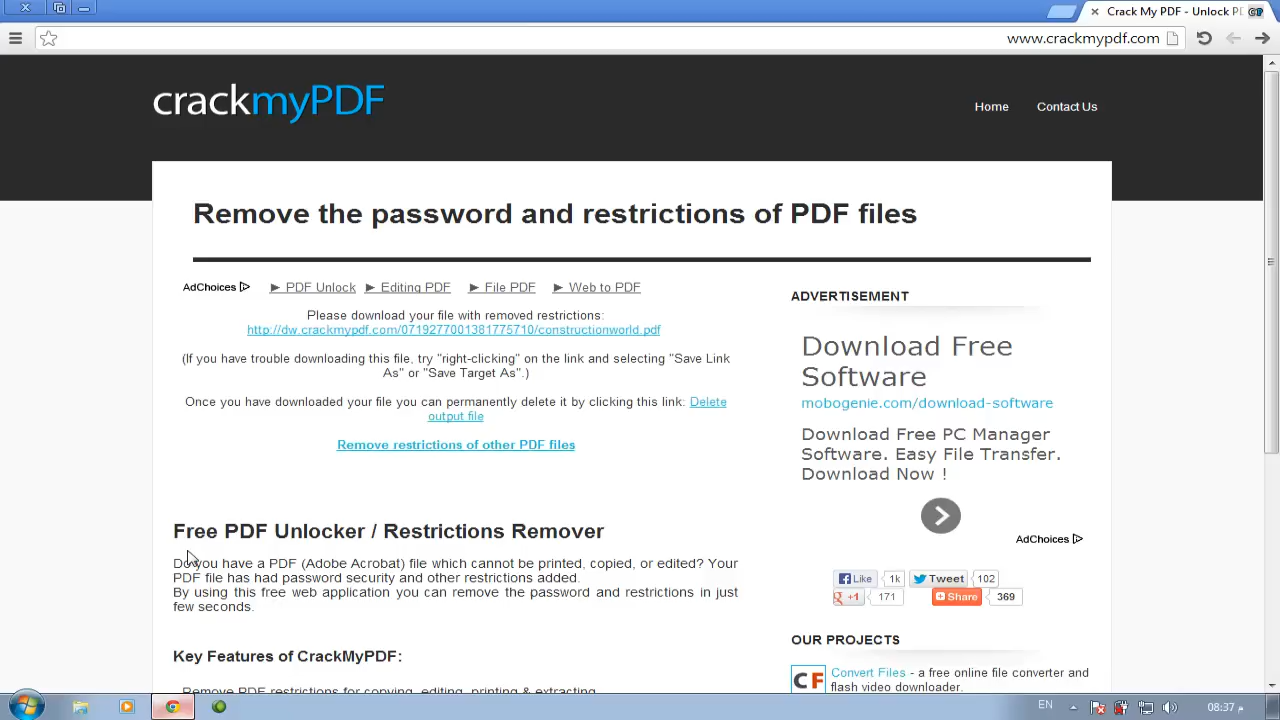 Crack My PDF - Unlock PD
www.crackmypdf.com
crackmyPDF
Home
Contact Us
Remove the password and restrictions of PDF files
AdChoices
► PDF Unlock
► Editing PDF
► File PDF
► Web to PDF
Please download your file with removed restrictions:
http://dw.crackmypdf.com/0719277001381775710/constructionworld.pdf
(If you have trouble downloading this file, try "right-clicking" on the link and selecting "Save Link
As" or "Save Target As".)
Once you have downloaded your file you can permanently delete it by clicking this link: Delete
output file
Remove restrictions of other PDF files
Free PDF Unlocker / Restrictions Remover
Do you have a PDF (Adobe Acrobat) file which cannot be printed, copied, or edited? Your
PDF file has had password security and other restrictions added.
By using this free web application you can remove the password and restrictions in just
few seconds.
Key Features of CrackMyPDF:
Remove PDF restrictions for copying, editing, printing & extracting
ADVERTISEMENT
Download Free
Software
mobogenie.com/download-software
Download Free PC Manager
Software. Easy File Transfer.
Download Now !
AdChoices
Like 1k Tweet 102
+1 171 Share 369
OUR PROJECTS
CF
Convert Files - a free online file converter and
flash video downloader.
EN
08:37 م